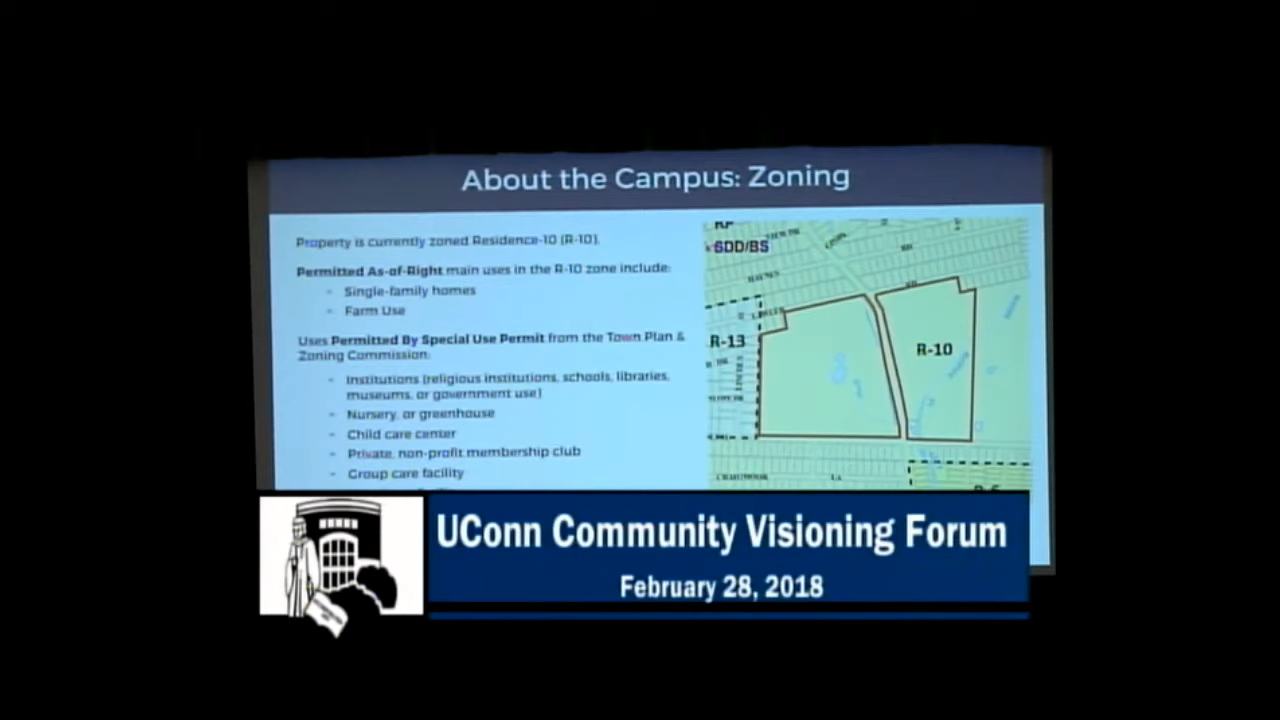 About the Campus: Zoning
Property is currently zoned Residence-10 (R-10).
Permitted As-of-Right main uses in the R-10 zone include:
- Single-family homes
- Farm Use
Uses Permitted By Special Use Permit from the Town Plan &
Zoning Commission:
- Institutions (religious institutions, schools, libraries,
museums, or government use)
- Nursery, or greenhouse
- Child care center
- Private, non-profit membership club
- Group care facility
SDD/BS
HAYNES
R-13
R-10
UConn Community Visioning Forum
February 28, 2018